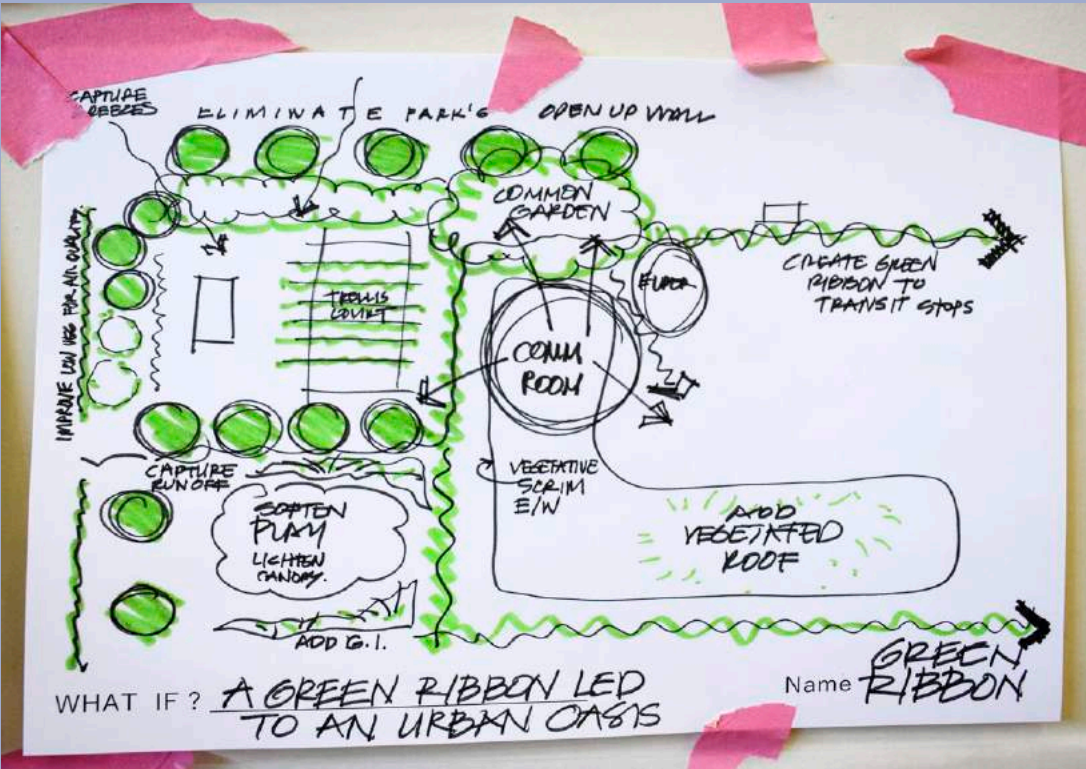 CAPTURE
BREEZES
ELIMINATE PARK'G
OPEN UP WALL
COMMON
GARDEN
IMPROVE LOW VEG FOR AIR QUALITY
TRELLIS
COURT
ELDER
CREATE GREEN
RIBBON TO
TRANSIT STOPS
COMM
ROOM
CAPTURE
RUNOFF
VEGETATIVE
SCRIM
E/W
SOFTEN
PLAY
LIGHTEN
CANOPY.
ADD
VEGETATED
ROOF
ADD G.I.
WHAT IF? A GREEN RIBBON LED
TO AN URBAN OASIS
Name GREEN
RIBBON